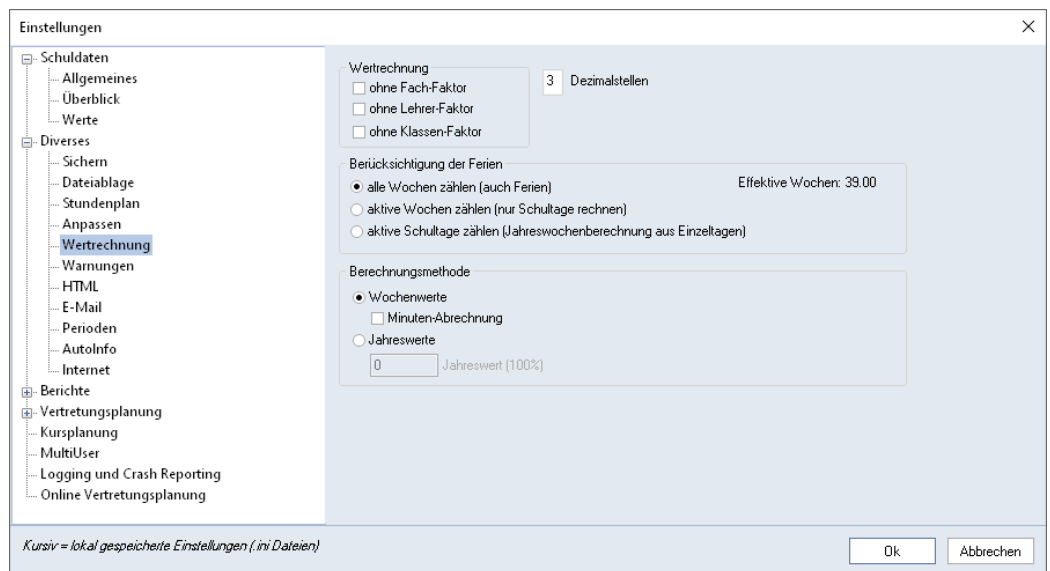 Einstellungen
Schuldaten
Allgemeines
Überblick
Werte
Diverses
Sichern
Dateiablage
Stundenplan
Anpassen
Wertrechnung
Warnungen
HTML
E-Mail
Perioden
AutoInfo
Internet
Berichte
Vertretungsplanung
Kursplanung
MultiUser
Logging und Crash Reporting
Online Vertretungsplanung
Wertrechnung
ohne Fach-Faktor
ohne Lehrer-Faktor
ohne Klassen-Faktor
3 Dezimalstellen
Berücksichtigung der Ferien
alle Wochen zählen (auch Ferien) Effektive Wochen: 39.00
aktive Wochen zählen (nur Schultage rechnen)
aktive Schultage zählen (Jahreswochenberechnung aus Einzeltagen)
Berechnungsmethode
Wochenwerte
Minuten-Abrechnung
Jahreswerte
0 Jahreswert (100%)
Kursiv = lokal gespeicherte Einstellungen (.ini Dateien)
Ok Abbrechen